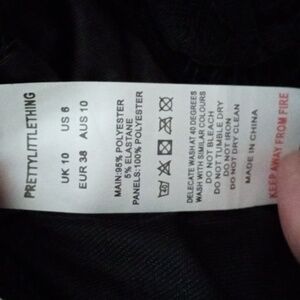 PRETTYLITTLETHING
UK 10 US 6
EUR 38 AUS 10
MAIN:95% POLYESTER
5% ELASTANE
PANELS:100% POLYESTER
DELICATE WASH AT 40 DEGREES
WASH WITH SIMILAR COLOURS
DO NOT BLEACH
DO NOT TUMBLE DRY
DO NOT IRON
DO NOT DRY CLEAN
MADE IN CHINA
KEEP AWAY FROM FIRE